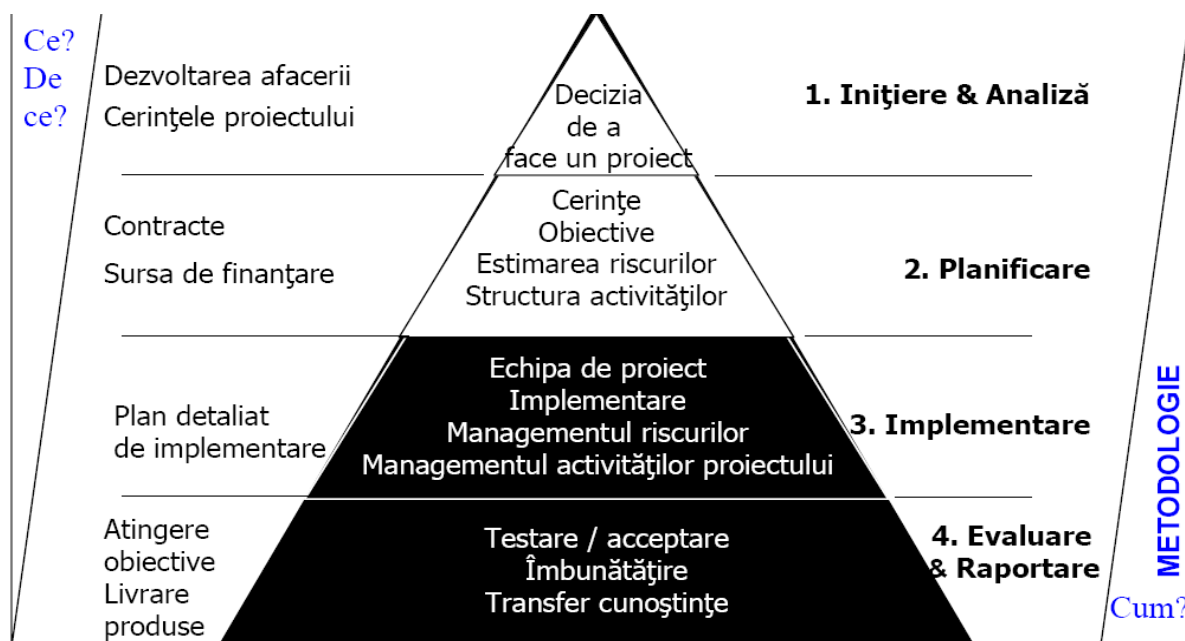 Ce?
De
ce?
Dezvoltarea afacerii
Cerinţele proiectului
Decizia
de a
face un proiect
1. Iniţiere & Analiză
Contracte
Sursa de finanţare
Cerinţe
Obiective
Estimarea riscurilor
Structura activităţilor
2. Planificare
Plan detaliat
de implementare
Echipa de proiect
Implementare
Managementul riscurilor
Managementul activităţilor proiectului
3. Implementare
Atingere
obiective
Livrare
produse
Testare / acceptare
Îmbunătăţire
Transfer cunoştinţe
4. Evaluare
& Raportare
METODOLOGIE
Cum?